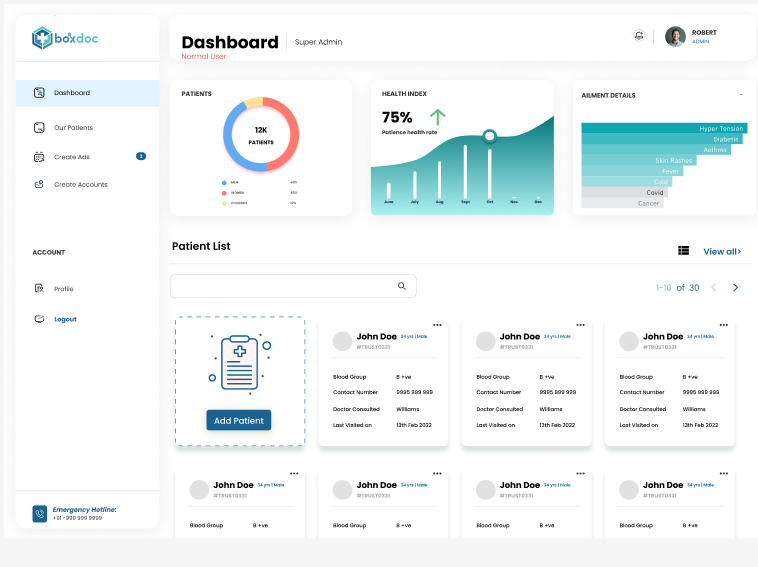 boxdoc
Dashboard
Our Patients
Create Ads
Create Accounts
ACCOUNT
Profile
Logout
Emergency Hotline:
+91 -999 999 9999
Dashboard
Super Admin
Normal User
ROBERT
ADMIN
PATIENTS
12K
PATIENTS
MEN
WOMEN
45%
CHILDREN
HEALTH INDEX
75%
Patience health rate
June July Aug Sept Oct Nov Dec
AILMENT DETAILS
Hyper Tension
Diabetis
Asthma
Skin Rashes
Fever
Cold
Covid
Cancer
Patient List
View all>
1-10 of 30
Add Patient
John Doe 34 yrs | Male
#TRUST0331
Blood Group B +ve
Contact Number 9995 999 999
Doctor Consulted Williams
Last Visited on 13th Feb 2022
John Doe 34 yrs | Male
#TRUST0331
Blood Group B +ve
Contact Number 9995 999 999
Doctor Consulted Williams
Last Visited on 13th Feb 2022
John Doe 34 yrs | Male
#TRUST0331
Blood Group B +ve
Contact Number 9995 999 999
Doctor Consulted Williams
Last Visited on 13th Feb 2022
John Doe 34 yrs | Male
#TRUST0331
Blood Group B +ve
John Doe 34 yrs | Male
#TRUST0331
Blood Group B +ve
John Doe 34 yrs | Male
#TRUST0331
Blood Group B +ve
John Doe 34 yrs | Male
#TRUST0331
Blood Group B +ve